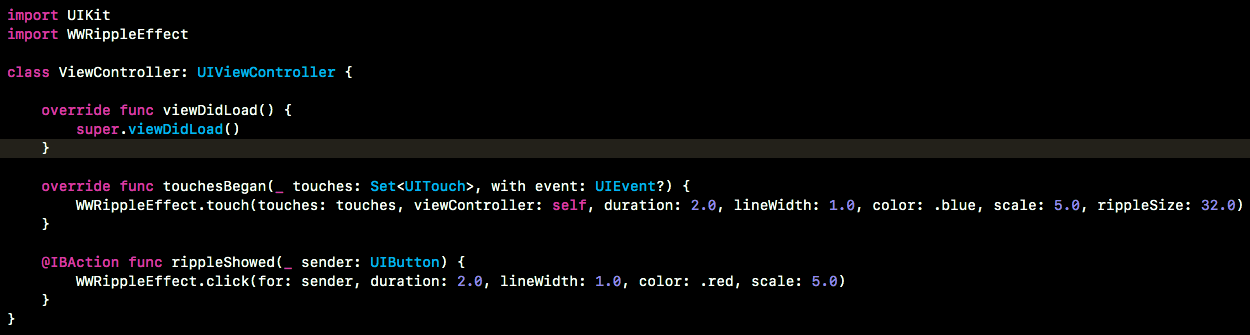 import UIKit
import WWRippleEffect
class ViewController: UIViewController {
override func viewDidLoad() {
super.viewDidLoad()
}
override func touchesBegan(_ touches: Set<UITouch>, with event: UIEvent?) {
WWRippleEffect.touch(touches: touches, viewController: self, duration: 2.0, lineWidth: 1.0, color: .blue, scale: 5.0, rippleSize: 32.0)
}
@IBAction func rippleShowed(_ sender: UIButton) {
WWRippleEffect.click(for: sender, duration: 2.0, lineWidth: 1.0, color: .red, scale: 5.0)
}
}